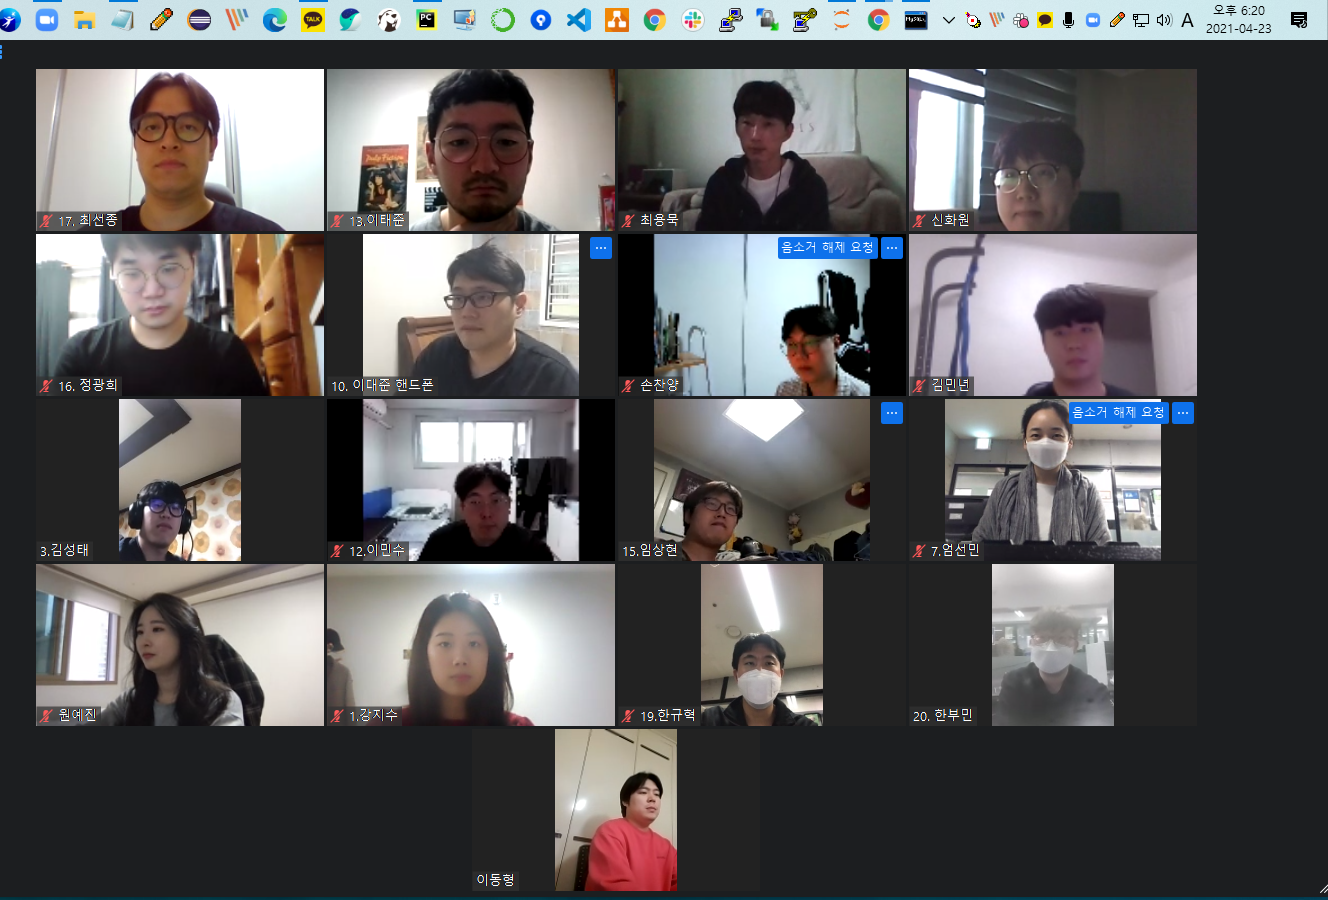 TALK
PC
MySQL
A
오후 6:20
2021-04-23
17. 최선종
13.이태준
최용묵
신화원
16. 정광희
10. 이대준 핸드폰
음소거 해제 요청
손찬양
김민년
3.김성태
12.이민수
15.임상현
음소거 해제 요청
7.엄선민
원예진
1.강지수
19.한규혁
20. 한부민
이동형